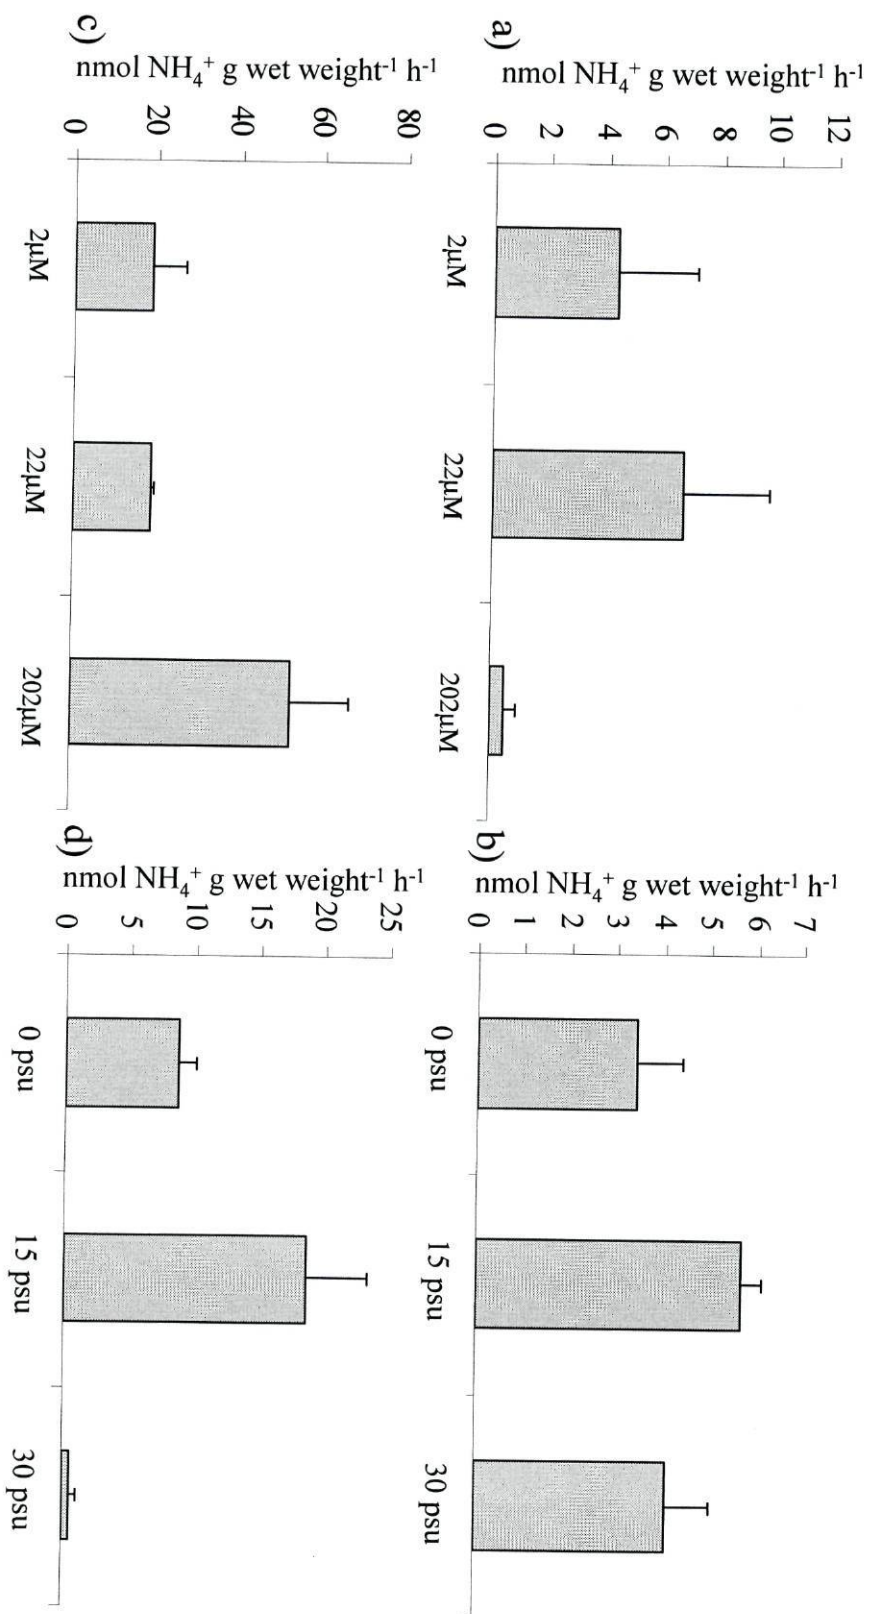 a)
nmol NH₄⁺ g wet weight⁻¹ h⁻¹
12
10
8
6
4
2
0
2μM
22μM
202μM
b)
nmol NH₄⁺ g wet weight⁻¹ h⁻¹
7
6
5
4
3
2
1
0
0 psu
15 psu
30 psu
c)
nmol NH₄⁺ g wet weight⁻¹ h⁻¹
80
60
40
20
0
2μM
22μM
202μM
d)
nmol NH₄⁺ g wet weight⁻¹ h⁻¹
25
20
15
10
5
0
0 psu
15 psu
30 psu